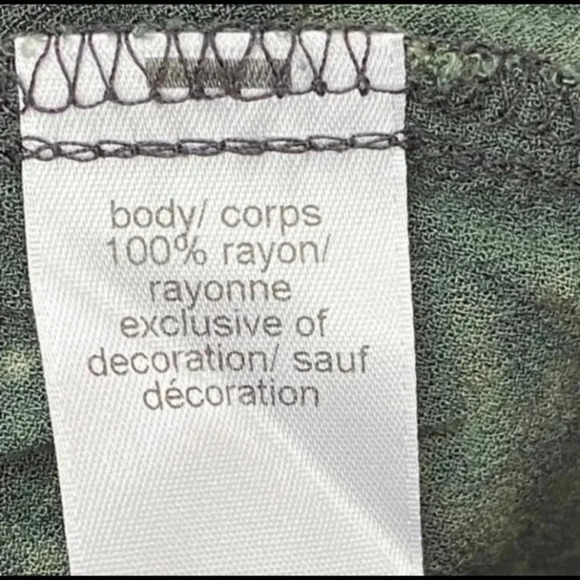 body/ corps
100% rayon/
rayonne
exclusive of
decoration/ sauf
décoration